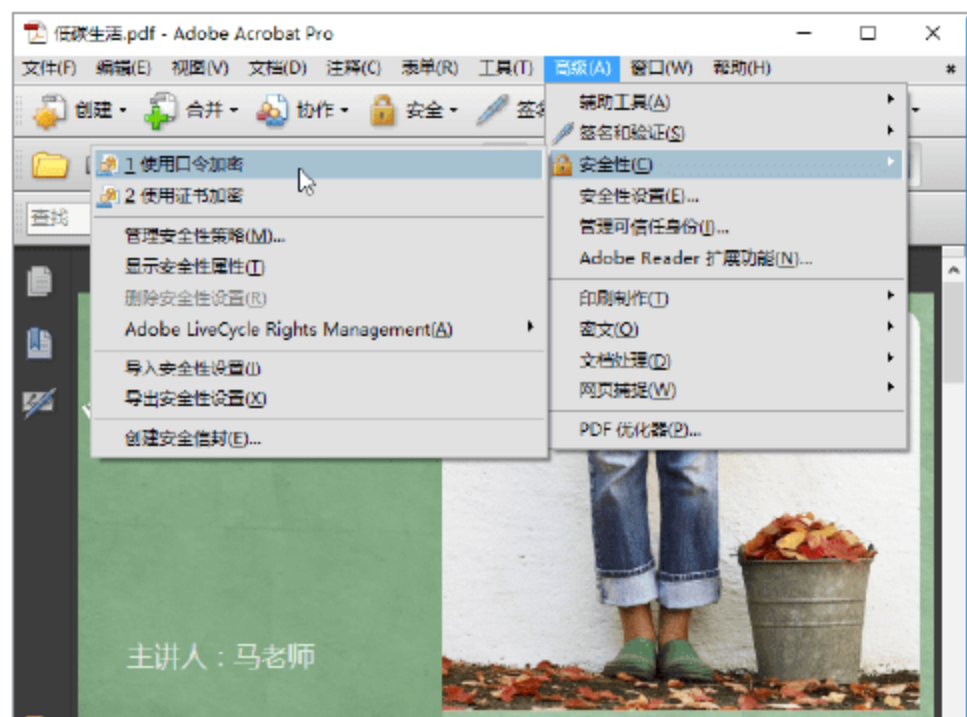 低碳生活.pdf - Adobe Acrobat Pro
文件(F) 编辑(E) 视图(V) 文档(D) 注释(C) 表单(R) 工具(T) 高级(A) 窗口(W) 帮助(H)
创建 合并 协作 安全 签名
辅助工具(A)
签名和验证(S)
安全性(C)
安全性设置(E)...
管理可信任身份(I)...
Adobe Reader 扩展功能(N)...
印刷制作(T)
密文(O)
文档处理(D)
网页捕捉(W)
PDF 优化器(P)...
1 使用口令加密
2 使用证书加密
管理安全性策略(M)...
显示安全性属性(T)
删除安全性设置(R)
Adobe LiveCycle Rights Management(A)
导入安全性设置(I)
导出安全性设置(X)
创建安全信封(E)...
查找
主讲人：马老师